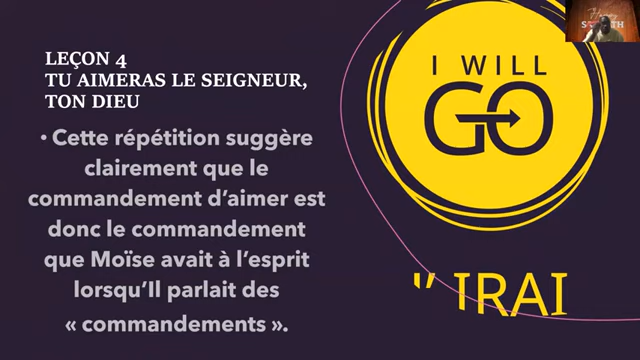 LEÇON 4
TU AIMERAS LE SEIGNEUR,
TON DIEU
• Cette répétition suggère
clairement que le
commandement d’aimer est
donc le commandement
que Moïse avait à l’esprit
lorsqu’Il parlait des
« commandements ».
I WILL
GO
J’ IRAI